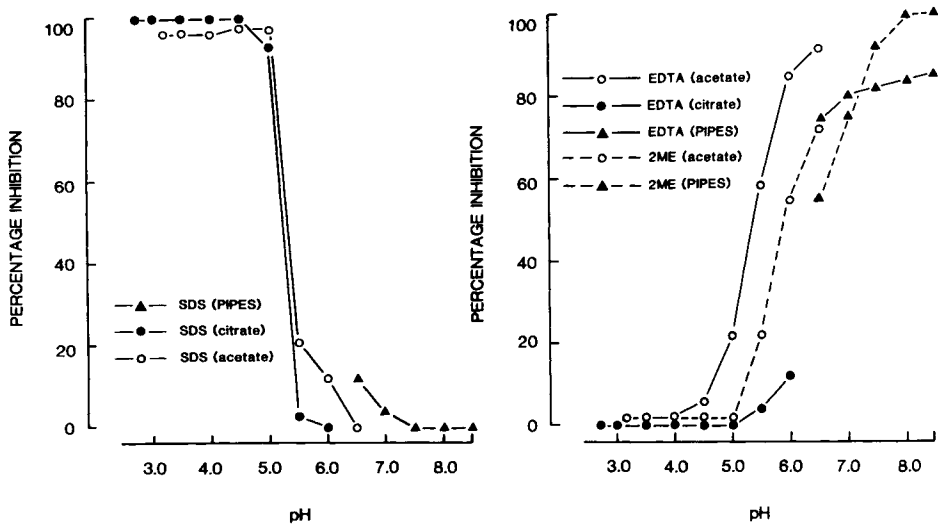 100
80
60
40
20
0
PERCENTAGE INHIBITION
SDS (PIPES)
SDS (citrate)
SDS (acetate)
3.0 4.0 5.0 6.0 7.0 8.0
pH
100
80
60
40
20
0
PERCENTAGE INHIBITION
EDTA (acetate)
EDTA (citrate)
EDTA (PIPES)
2ME (acetate)
2ME (PIPES)
3.0 4.0 5.0 6.0 7.0 8.0
pH